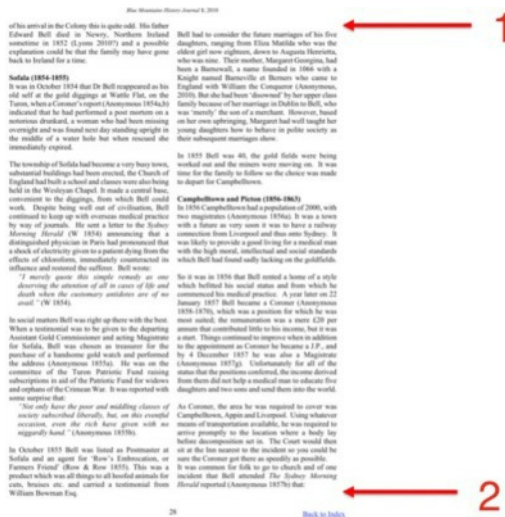 Blue Mountains History Journal 8, 2018
of his arrival in the Colony this is quite odd. His father
Edward Bell died in Newry, Northern Ireland
sometime in 1852 (Lyons 2010?) and a possible
explanation could be that the family may have gone
back to Ireland for a time.
Sofala (1854-1855)
It was in October 1854 that Dr Bell reappeared as his
old self at the gold diggings at Wattle Flat, on the
Turon, when a Coroner's report (Anonymous 1854a,b)
indicated that he had performed a post mortem on a
notorious drunkard, a woman who had been missing
overnight and was found next day standing upright in
the middle of a water hole but when rescued she
immediately expired.
The township of Sofala had become a very busy town,
substantial buildings had been erected, the Church of
England had built a school and classes were also being
held in the Wesleyan Chapel. It made a central base,
convenient to the diggings, from which Bell could
work. Despite being well out of civilisation, Bell
continued to keep up with overseas medical practice
by way of journals. He sent a letter to the Sydney
Morning Herald (W 1854) announcing that a
distinguished physician in Paris had pronounced that
a shock of electricity given to a patient dying from the
effects of chloroform, immediately counteracted its
influence and restored the sufferer. Bell wrote:
"I merely quote this simple remedy as one
deserving the attention of all in cases of life and
death when the customary antidotes are of no
avail." (W 1854).
In social matters Bell was right up there with the best.
When a testimonial was to be given to the departing
Assistant Gold Commissioner and acting Magistrate
for Sofala, Bell was chosen as treasurer for the
purchase of a handsome gold watch and performed
the address (Anonymous 1855a). He was on the
committee of the Turon Patriotic Fund raising
subscriptions in aid of the Patriotic Fund for widows
and orphans of the Crimean War. It was reported with
some surprise that:
"Not only have the poor and middling classes of
society subscribed liberally, but, on this eventful
occasion, even the rich have given with no
niggardly hand." (Anonymous 1855b).
In October 1855 Bell was listed as Postmaster at
Sofala and an agent for 'Row's Embrocation, or
Farmers Friend' (Row & Row 1855). This was a
product which was all things to all hoofed animals for
cuts, bruises etc. and carried a testimonial from
William Bowman Esq.
Bell had to consider the future marriages of his five
daughters, ranging from Eliza Matilda who was the
eldest girl now eighteen, down to Augusta Henrietta,
who was nine. Their mother, Margaret Georgina, had
been a Barnewall, a name founded in 1066 with a
Knight named Barneville et Berners who came to
England with William the Conqueror (Anonymous,
2010). But she had been 'disowned' by her upper class
family because of her marriage in Dublin to Bell, who
was 'merely' the son of a merchant. However, based
on her own upbringing, Margaret had well taught her
young daughters how to behave in polite society as
their subsequent marriages show.
In 1855 Bell was 40, the gold fields were being
worked out and the miners were moving on. It was
time for the family to follow so the choice was made
to depart for Campbelltown.
Campbelltown and Picton (1856-1863)
In 1856 Campbelltown had a population of 2000, with
two magistrates (Anonymous 1856a). It was a town
with a future as very soon it was to have a railway
connection from Liverpool and thus onto Sydney. It
was likely to provide a good living for a medical man
with the high moral, intellectual and social standards
which Bell had found sadly lacking on the goldfields.
So it was in 1856 that Bell rented a home of a style
which befitted his social status and from which he
commenced his medical practice. A year later on 22
January 1857 Bell became a Coroner (Anonymous
1858-1870), which was a position for which he was
most suited; the remuneration was a mere £20 per
annum that contributed little to his income, but it was
a start. Things continued to improve when in addition
to the appointment as Coroner he became a J.P., and
by 4 December 1857 he was also a Magistrate
(Anonymous 1857g). Unfortunately for all of the
status that the positions conferred, the income derived
from them did not help a medical man to educate five
daughters and two sons and send them into the world.
As Coroner, the area he was required to cover was
Campbelltown, Appin and Liverpool. Using whatever
means of transportation available, he was required to
arrive promptly to the location where a body lay
before decomposition set in. The Court would then
sit at the Inn nearest to the incident so you could be
sure the Coroner got there as speedily as possible.
It was common for folk to go to church and of one
incident that Bell attended The Sydney Morning
Herald reported (Anonymous 1857b) that:
28
Back to Index
1
2